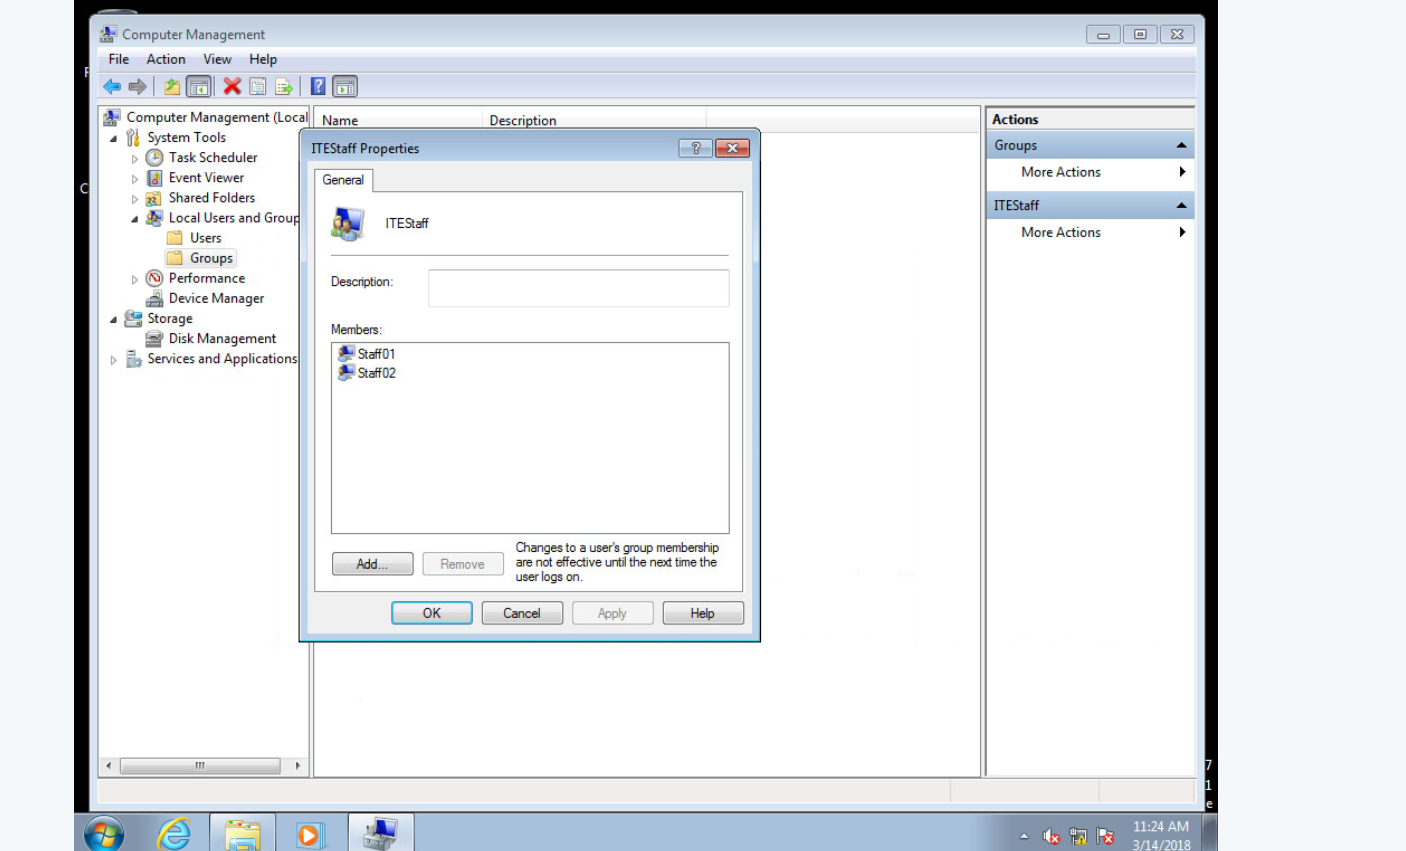 Computer Management
File Action View Help
Computer Management (Local
System Tools
Task Scheduler
Event Viewer
Shared Folders
Local Users and Group
Users
Groups
Performance
Device Manager
Storage
Disk Management
Services and Applications
Name Description
ITEStaff Properties
General
ITEStaff
Description:
Members:
Staff01
Staff02
Add... Remove
Changes to a user's group membership
are not effective until the next time the
user logs on.
OK Cancel Apply Help
Actions
Groups
More Actions
ITEStaff
More Actions
7
1
e
11:24 AM
3/14/2018